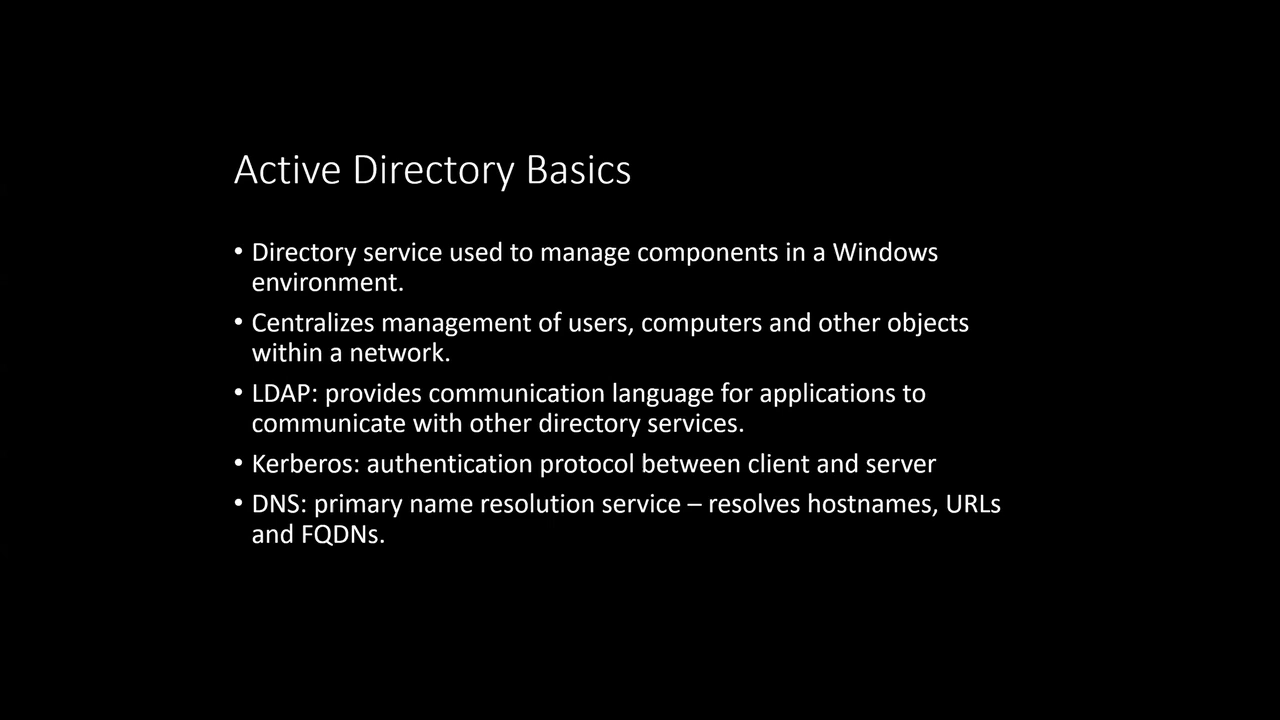 Active Directory Basics
• Directory service used to manage components in a Windows
environment.
• Centralizes management of users, computers and other objects
within a network.
• LDAP: provides communication language for applications to
communicate with other directory services.
• Kerberos: authentication protocol between client and server
• DNS: primary name resolution service – resolves hostnames, URLs
and FQDNs.